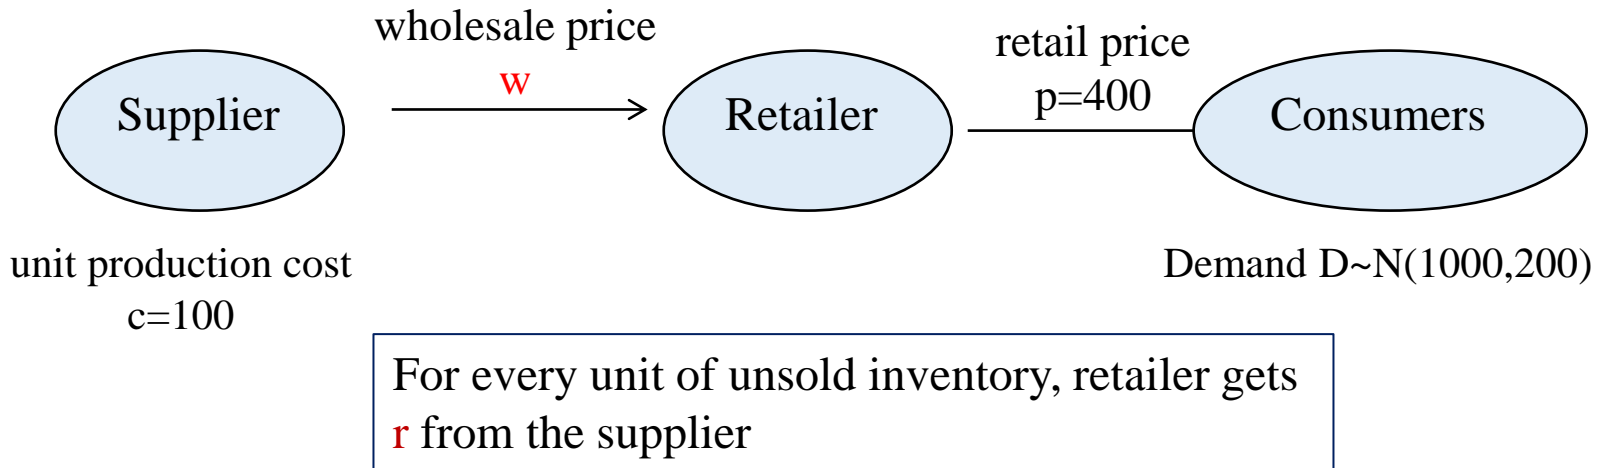 wholesale price
w
retail price
p=400
Supplier
Retailer
Consumers
unit production cost
c=100
Demand D~N(1000,200)
For every unit of unsold inventory, retailer gets
r from the supplier